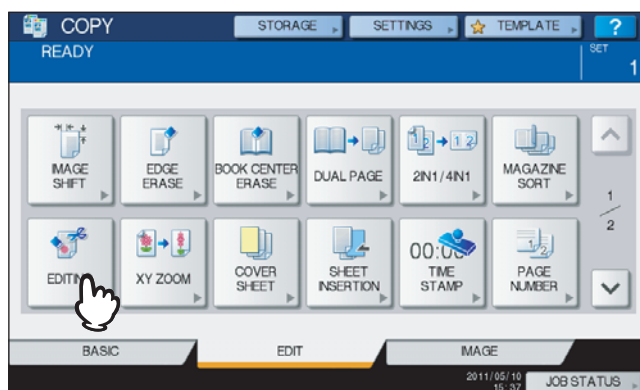 COPY
STORAGE
SETTINGS
TEMPLATE
?
READY
SET
1
IMAGE
SHIFT
EDGE
ERASE
BOOK CENTER
ERASE
DUAL PAGE
2IN1/4IN1
MAGAZINE
SORT
1
2
EDITING
XY ZOOM
COVER
SHEET
SHEET
INSERTION
00:00
TIME
STAMP
PAGE
NUMBER
BASIC
EDIT
IMAGE
2011/05/10
15:37
JOB STATUS